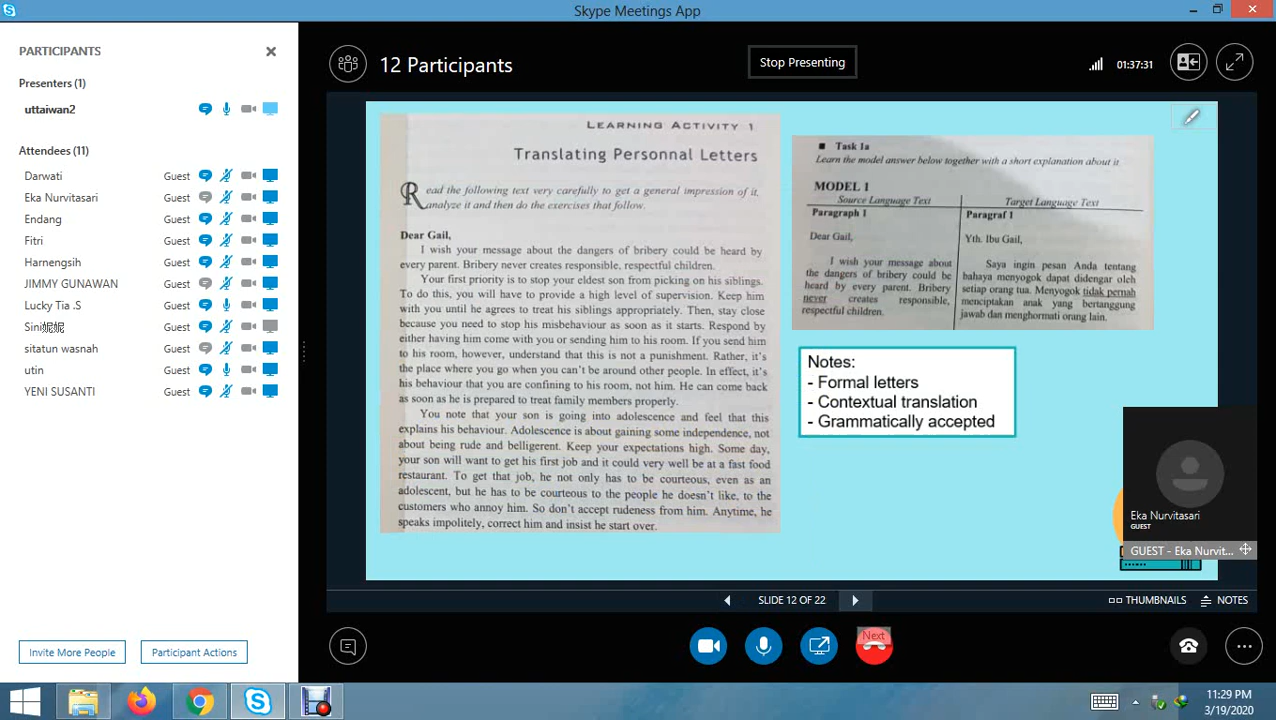 Skype Meetings App
PARTICIPANTS
Presenters (1)
uttaiwan2
Attendees (11)
Darwati Guest
Eka Nurvitasari Guest
Endang Guest
Fitri Guest
Harnengsih Guest
JIMMY GUNAWAN Guest
Lucky Tia .S Guest
Sini妮妮 Guest
sitatun wasnah Guest
utin Guest
YENI SUSANTI Guest
Invite More People
Participant Actions
12 Participants
Stop Presenting
01:37:31
LEARNING ACTIVITY 1
Translating Personnal Letters
Read the following text very carefully to get a general impression of it,
analyze it and then do the exercises that follow.
Dear Gail,
I wish your message about the dangers of bribery could be heard by
every parent. Bribery never creates responsible, respectful children.
Your first priority is to stop your eldest son from picking on his siblings.
To do this, you will have to provide a high level of supervision. Keep him
with you until he agrees to treat his siblings appropriately. Then, stay close
because you need to stop his misbehaviour as soon as it starts. Respond by
either having him come with you or sending him to his room. If you send him
to his room, however, understand that this is not a punishment. Rather, it's
the place where you go when you can't be around other people. In effect, it's
his behaviour that you are confining to his room, not him. He can come back
as soon as he is prepared to treat family members properly.
You note that your son is going into adolescence and feel that this
explains his behaviour. Adolescence is about gaining some independence, not
about being rude and belligerent. Keep your expectations high. Some day,
your son will want to get his first job and it could very well be at a fast food
restaurant. To get that job, he not only has to be courteous, even as an
adolescent, but he has to be courteous to the people he doesn't like, to the
customers who annoy him. So don't accept rudeness from him. Anytime, he
speaks impolitely, correct him and insist he start over.
■ Task 1a
Learn the model answer below together with a short explanation about it
MODEL 1
Source Language Text
Paragraph 1
Dear Gail,
I wish your message about
the dangers of bribery could be
heard by every parent. Bribery
never creates responsible,
respectful children.
Target Language Text
Paragraf 1
Yth. Ibu Gail,
Saya ingin pesan Anda tentang
bahaya menyogok dapat didengar oleh
setiap orang tua. Menyogok tidak pernah
menciptakan anak yang bertanggung
jawab dan menghormati orang lain.
Notes:
- Formal letters
- Contextual translation
- Grammatically accepted
Eka Nurvitasari
GUEST
GUEST - Eka Nurvit...
SLIDE 12 OF 22
THUMBNAILS
NOTES
Next
11:29 PM
3/19/2020